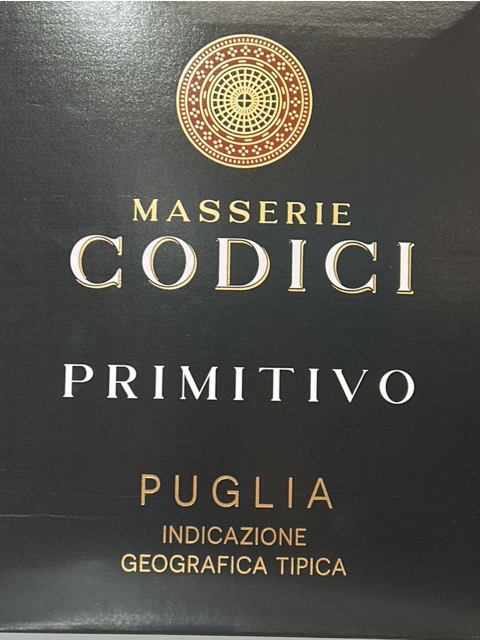 MASSERIE
CODICI
PRIMITIVO
PUGLIA
INDICAZIONE
GEOGRAFICA TIPICA